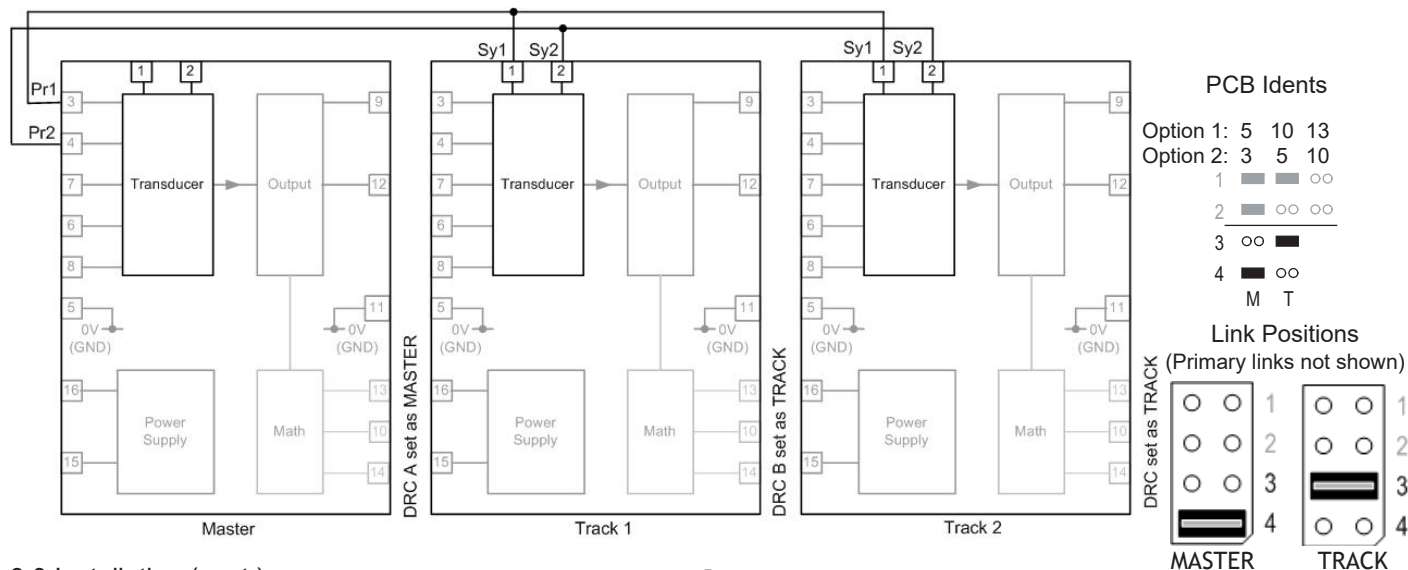 Sy1 Sy2
Sy1 Sy2
1 2
1 2
1 2
Pr1
Pr2
3
4
7
6
8
5
16
15
9
12
11
13
10
14
Transducer
Output
0V
(GND)
0V
(GND)
Power
Supply
Math
Master
DRC A set as MASTER
3
4
7
6
8
5
16
15
9
12
11
13
10
14
Transducer
Output
0V
(GND)
0V
(GND)
Power
Supply
Math
Track 1
DRC B set as TRACK
3
4
7
6
8
5
16
15
9
12
11
13
10
14
Transducer
Output
0V
(GND)
0V
(GND)
Power
Supply
Math
Track 2
DRC set as TRACK
PCB Idents
Option 1: 5 10 13
Option 2: 3 5 10
1
2
3
4
M T
Link Positions
(Primary links not shown)
1
2
3
4
MASTER
1
2
3
4
TRACK